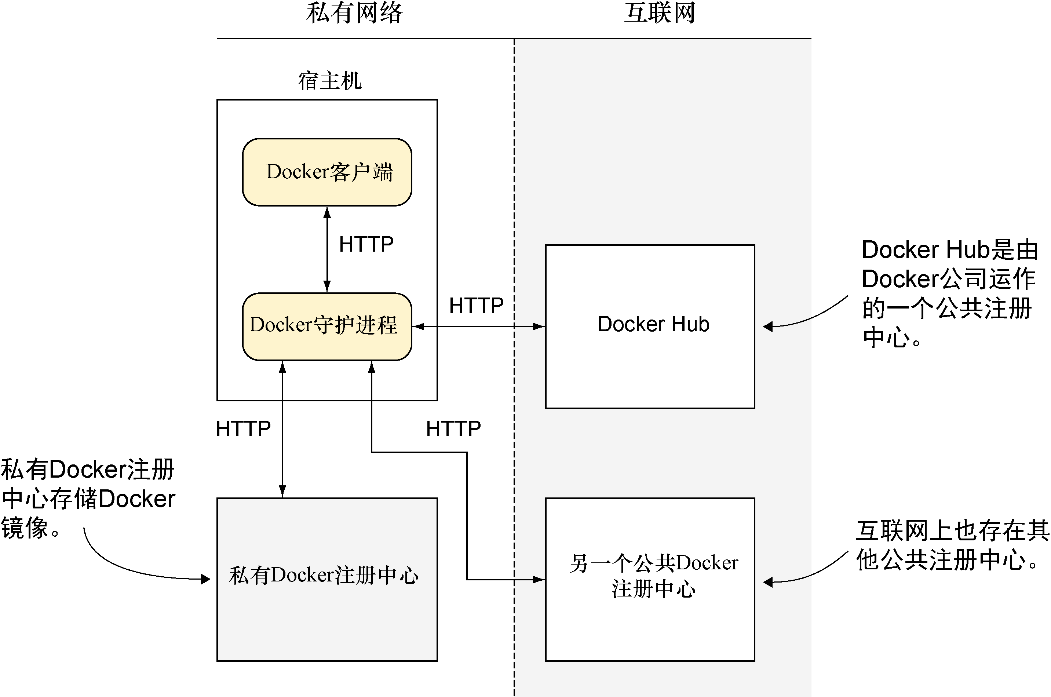 私有网络
互联网
宿主机
Docker客户端
HTTP
Docker守护进程
HTTP
Docker Hub
Docker Hub是由
Docker公司运作
的一个公共注册
中心。
HTTP
HTTP
私有Docker注册
中心存储Docker
镜像。
私有Docker注册中心
另一个公共Docker
注册中心
互联网上也存在其
他公共注册中心。